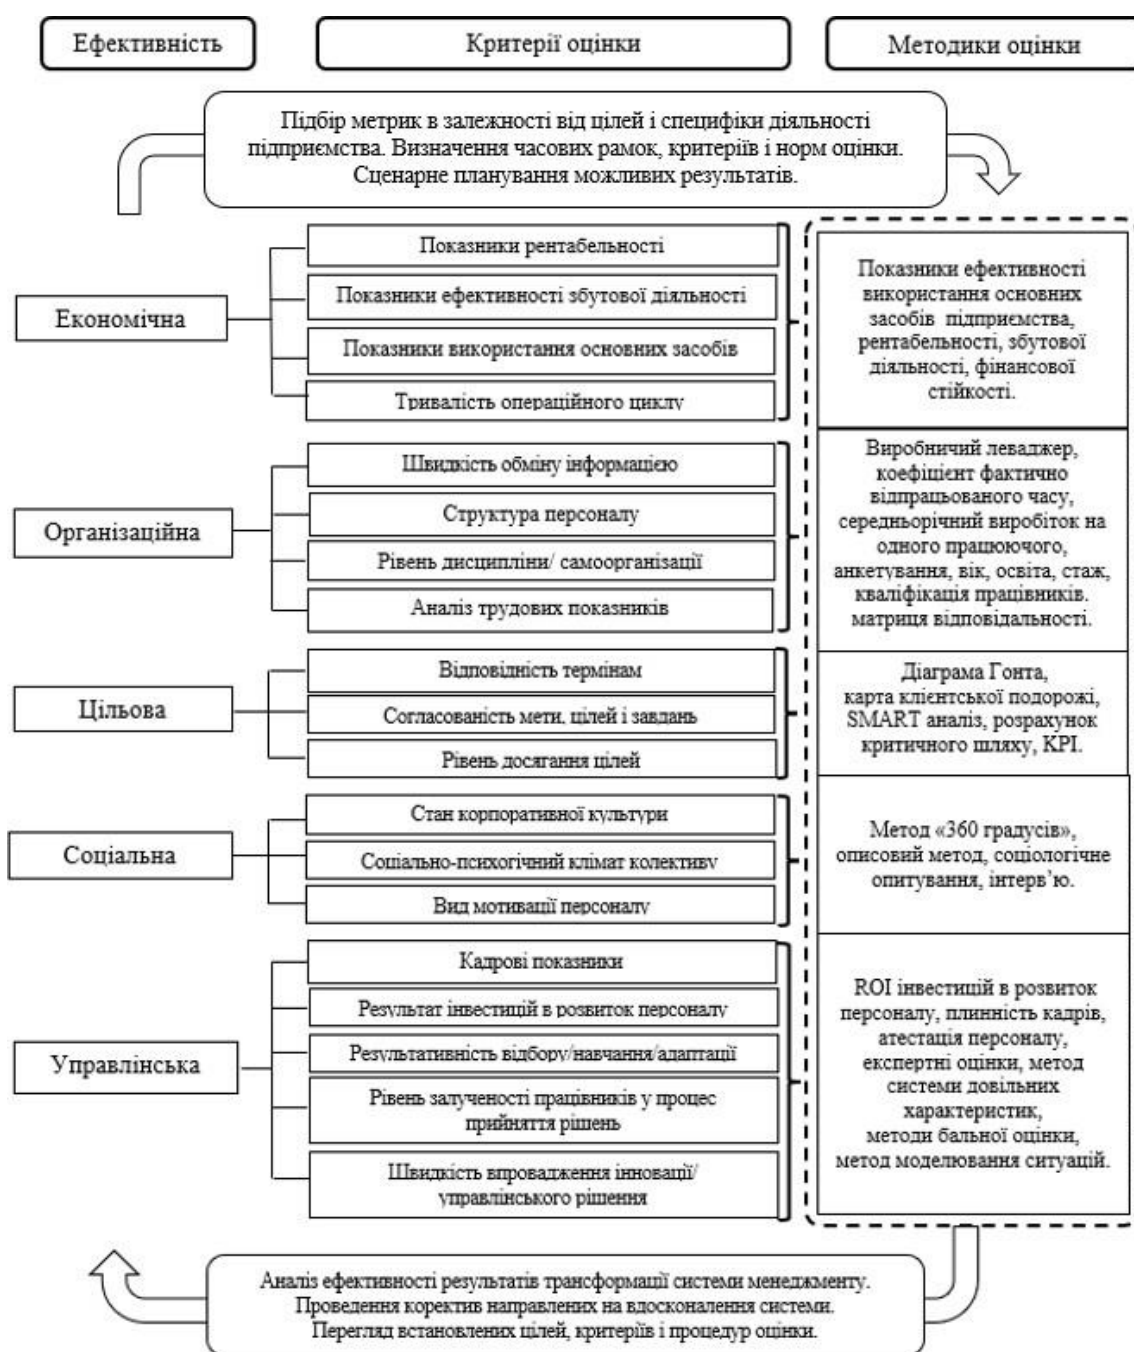 Ефективність
Критерії оцінки
Методики оцінки
Підбір метрик в залежності від цілей і специфіки діяльності
підприємства. Визначення часових рамок, критеріїв і норм оцінки.
Сценарне планування можливих результатів.
Економічна
Показники рентабельності
Показники ефективності збутової діяльності
Показники використання основних засобів
Тривалість операційного циклу
Показники ефективності
використання основних
засобів підприємства,
рентабельності, збутової
діяльності, фінансової
стійкості.
Організаційна
Швидкість обміну інформацією
Структура персоналу
Рівень дисципліни/ самоорганізації
Аналіз трудових показників
Виробничий леваджер,
коефіцієнт фактично
відпрацьованого часу,
середньорічний виробіток на
одного працюючого,
анкетування, вік, освіта, стаж,
кваліфікація працівників.
матриця відповідальності.
Цільова
Відповідність термінам
Согласованість мети, цілей і завдань
Рівень досягання цілей
Діаграма Гонта,
карта клієнтської подорожі,
SMART аналіз, розрахунок
критичного шляху, KPI.
Соціальна
Стан корпоративної культури
Соціально-психогічний клімат колективу
Вид мотивації персоналу
Метод «360 градусів»,
описовий метод, соціологічне
опитування, інтерв’ю.
Управлінська
Кадрові показники
Результат інвестицій в розвиток персоналу
Результативність відбору/навчання/адаптації
Рівень залученості працівників у процес
прийняття рішень
Швидкість впровадження інновації/
управлінського рішення
ROI інвестицій в розвиток
персоналу, плинність кадрів,
атестація персоналу,
експертні оцінки, метод
системи довільних
характеристик,
методи бальної оцінки,
метод моделювання ситуацій.
Аналіз ефективності результатів трансформації системи менеджменту.
Проведення коректив направлених на вдосконалення системи.
Перегляд встановлених цілей, критеріїв і процедур оцінки.